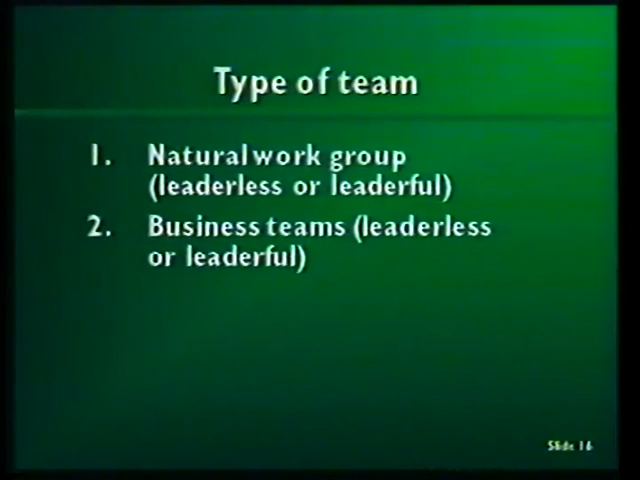 Type of team
1. Natural work group
(leaderless or leaderful)
2. Business teams (leaderless
or leaderful)
Slide 16